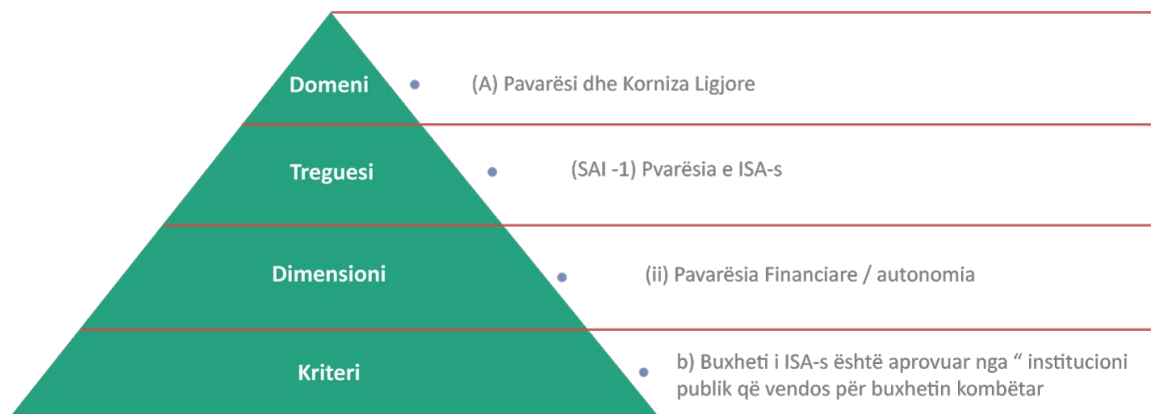 Domeni
(A) Pavarësi dhe Korniza Ligjore
Treguesi
(SAI -1) Pvarësia e ISA-s
Dimensioni
(ii) Pavarësia Financiare / autonomia
Kriteri
b) Buxheti i ISA-s është aprovuar nga “ institucioni
publik që vendos për buxhetin kombëtar